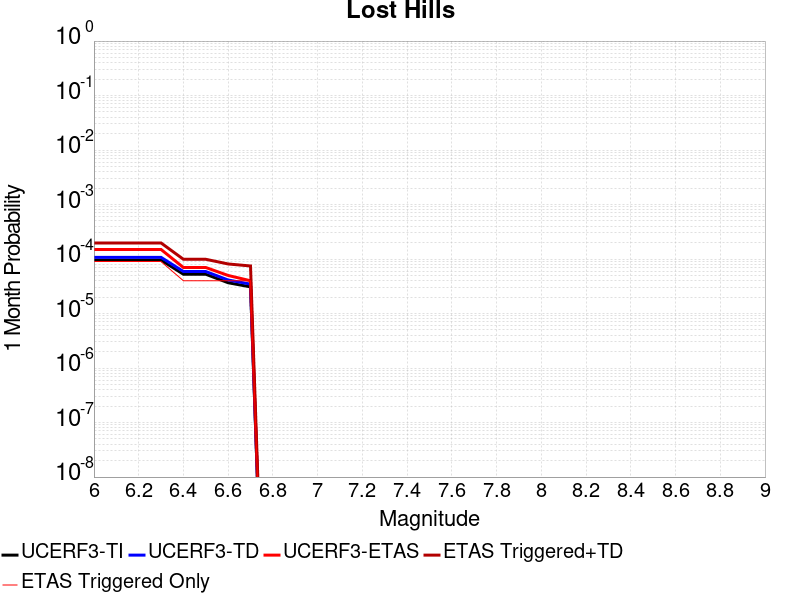 Lost Hills
10^0
10^-1
10^-2
10^-3
10^-4
10^-5
10^-6
10^-7
10^-8
1 Month Probability
6 6.2 6.4 6.6 6.8 7 7.2 7.4 7.6 7.8 8 8.2 8.4 8.6 8.8 9
Magnitude
UCERF3-TI UCERF3-TD UCERF3-ETAS ETAS Triggered+TD
ETAS Triggered Only